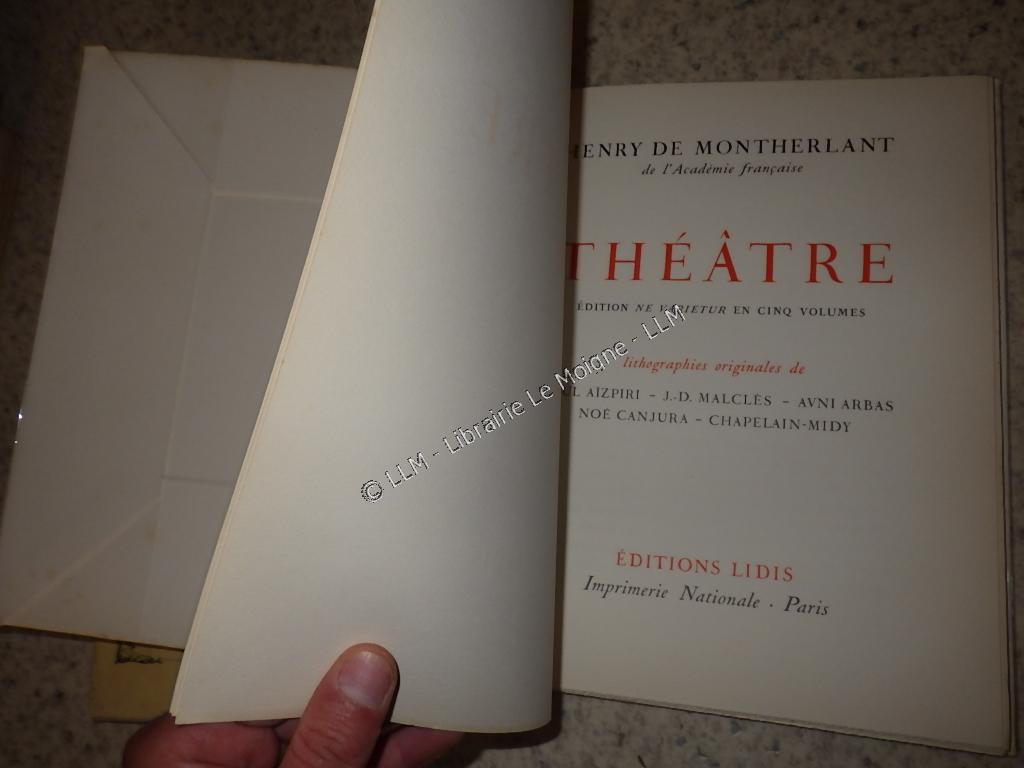 HENRY DE MONTHERLANT
de l'Académie française
THÉÂTRE
ÉDITION NE VARIETUR EN CINQ VOLUMES
lithographies originales de
AÏZPIRI - J.-D. MALCLÈS - AVNI ARBAS
NOÉ CANJURA - CHAPELAIN-MIDY
ÉDITIONS LIDIS
Imprimerie Nationale . Paris
© LLM - Librairie Le Moigne - LLM